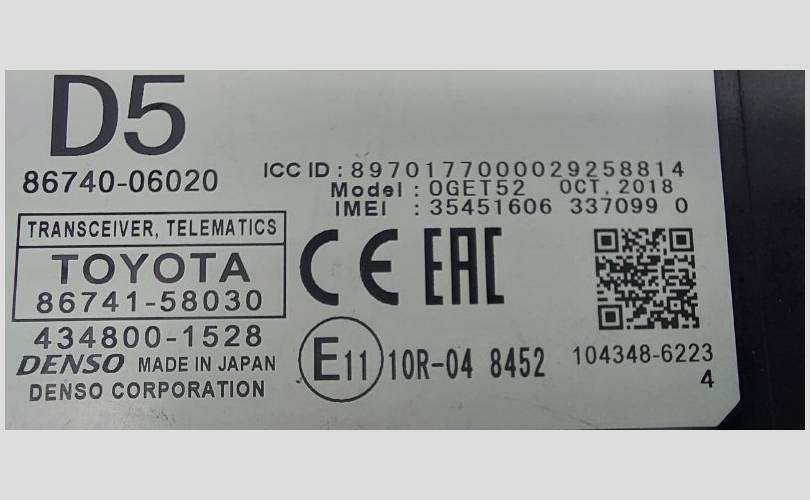 D5
86740-06020
ICC ID : 8970177000029258814
Model : 0GET52 OCT. 2018
IMEI : 35451606 337099 0
TRANSCEIVER, TELEMATICS
TOYOTA
86741-58030
CE EAC
434800-1528
DENSO MADE IN JAPAN
DENSO CORPORATION
E11 10R-04 8452
104348-6223
4